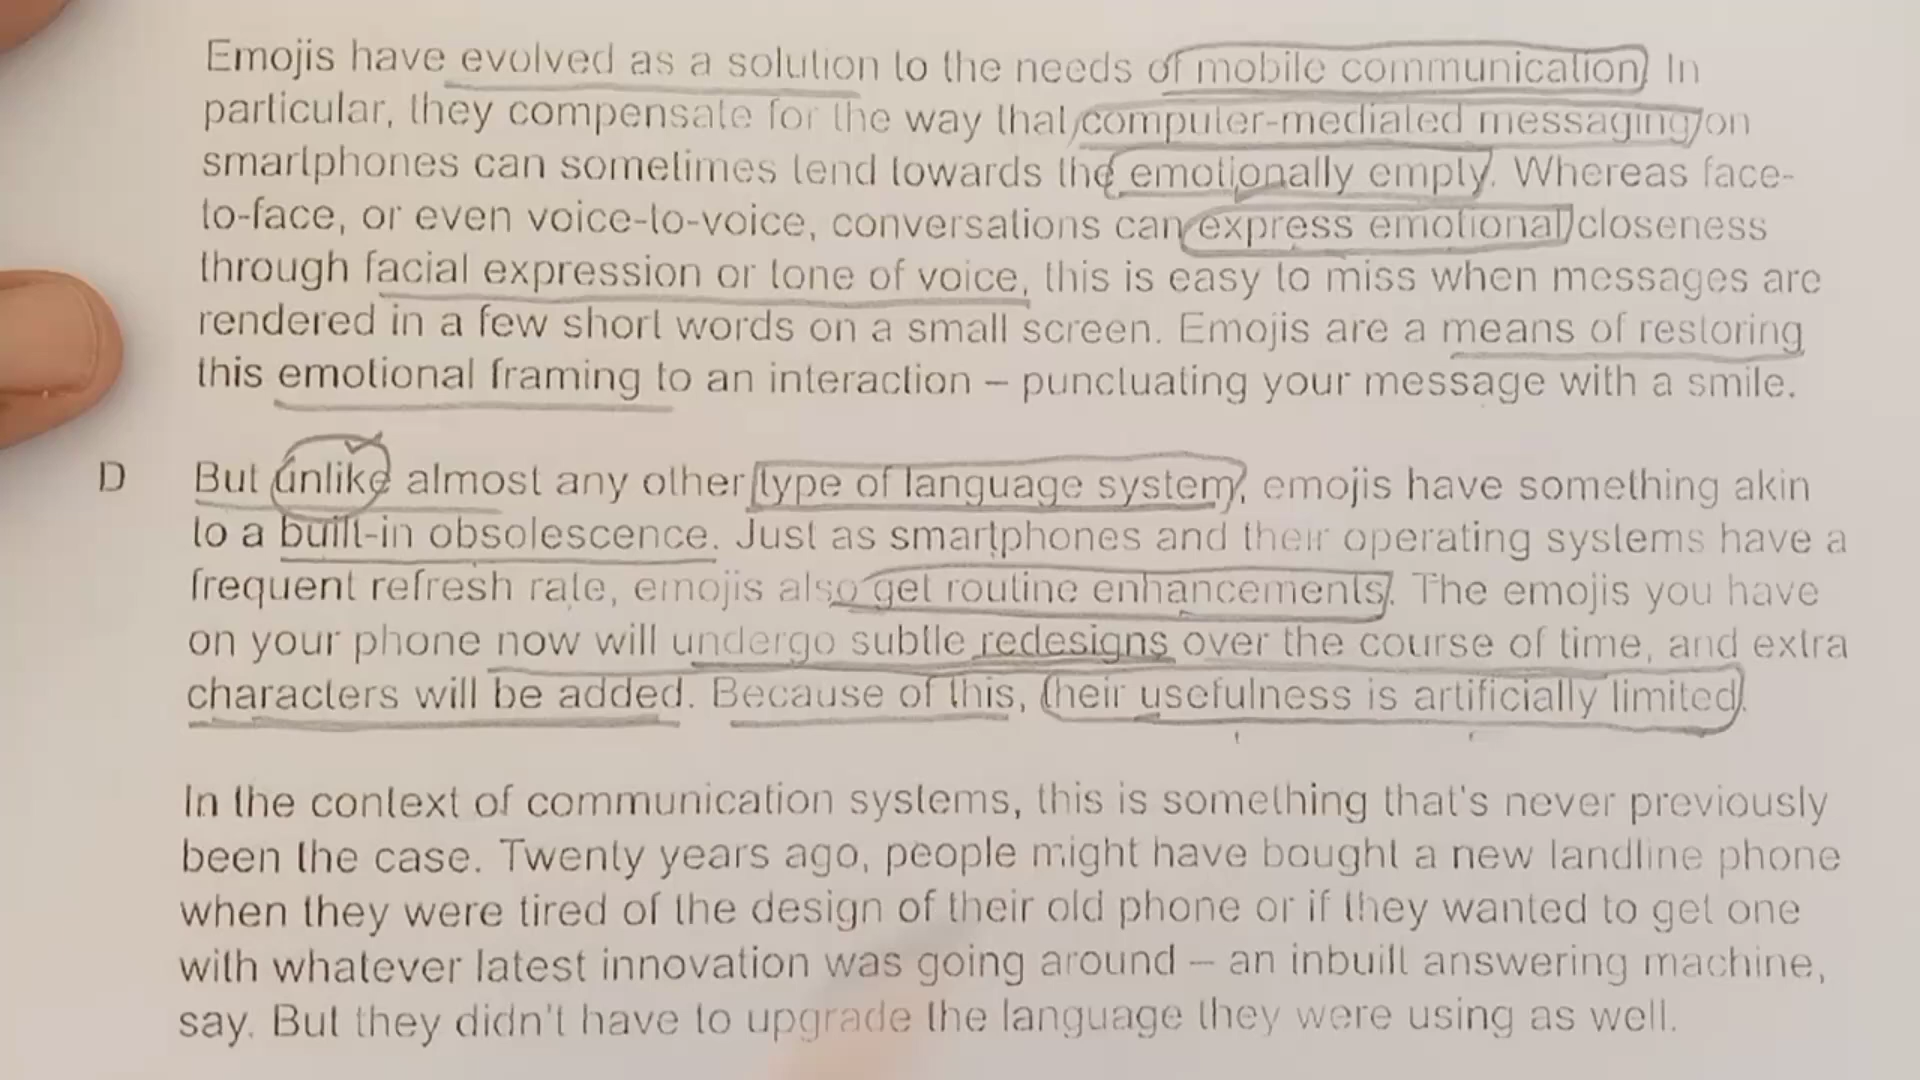 Emojis have evolved as a solution to the needs of mobile communication. In
particular, they compensate for the way that computer-mediated messaging on
smartphones can sometimes tend towards the emotionally empty. Whereas face-
to-face, or even voice-to-voice, conversations can express emotional closeness
through facial expression or tone of voice, this is easy to miss when messages are
rendered in a few short words on a small screen. Emojis are a means of restoring
this emotional framing to an interaction – punctuating your message with a smile.
D But unlike almost any other type of language system, emojis have something akin
to a built-in obsolescence. Just as smartphones and their operating systems have a
frequent refresh rate, emojis also get routine enhancements. The emojis you have
on your phone now will undergo subtle redesigns over the course of time, and extra
characters will be added. Because of this, their usefulness is artificially limited.
In the context of communication systems, this is something that's never previously
been the case. Twenty years ago, people might have bought a new landline phone
when they were tired of the design of their old phone or if they wanted to get one
with whatever latest innovation was going around – an inbuilt answering machine,
say. But they didn't have to upgrade the language they were using as well.